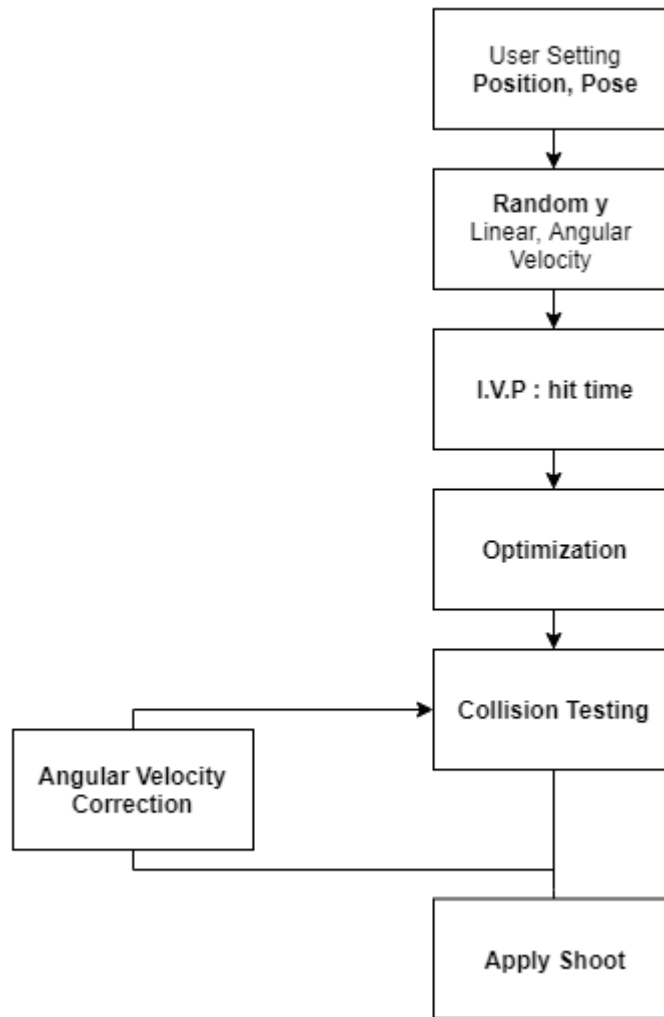 User Setting
Position, Pose
Random y
Linear, Angular
Velocity
I.V.P : hit time
Optimization
Collision Testing
Angular Velocity
Correction
Apply Shoot